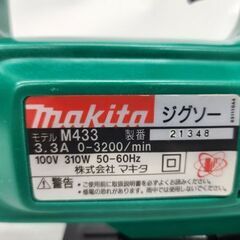 makita ジグソー
モデル M433 製番 21348
3.3A 0-3200/min
100V 310W 50-60Hz
株式会社 マキタ
⚠警告